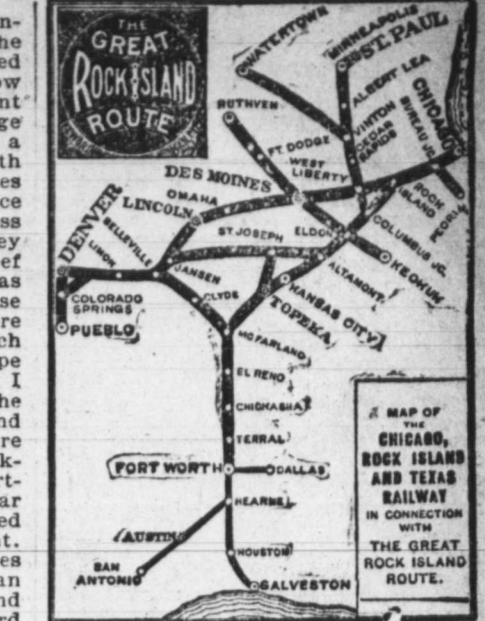 THE
GREAT
ROCK ISLAND
ROUTE
WATERTOWN
MINNEAPOLIS
ST. PAUL
ALBERT LEA
CHICAGO
RUTHVEN
VINTON
CEDAR
RAPIDS
BUREAU JC.
FT. DODGE
WEST
LIBERTY
DES MOINES
OMAHA
LINCOLN
ROCK
ISLAND
PEORIA
DENVER
LIMON
BELLEVILLE
ST JOSEPH
ELDON
COLUMBUS JC.
KEOKUK
JANSEN
ALTAMONT
COLORADO
SPRINGS
CLYDE
KANSAS CITY
TOPEKA
PUEBLO
MCFARLAND
EL RENO
CHICKASHA
TERRAL
FORT WORTH
DALLAS
HEARNE
AUSTIN
HOUSTON
SAN
ANTONIO
GALVESTON
A MAP OF
THE
CHICAGO,
ROCK ISLAND
AND TEXAS
RAILWAY
IN CONNECTION
WITH
THE GREAT
ROCK ISLAND
ROUTE.